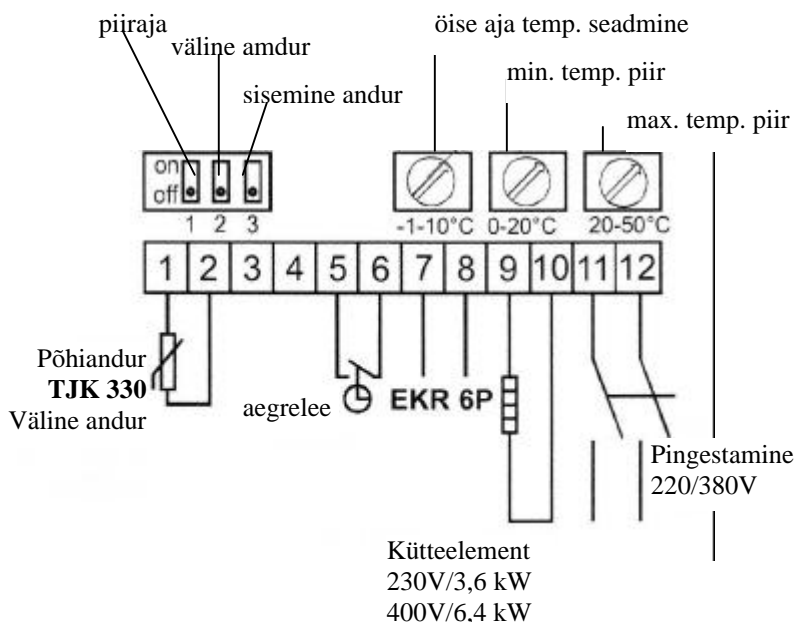 piiraja
väline amdur
sisemine andur
öise aja temp. seadmine
min. temp. piir
max. temp. piir
on
off
1 2 3
-1-10°C 0-20°C 20-50°C
1 2 3 4 5 6 7 8 9 10 11 12
Põhiandur
TJK 330
Väline andur
aegrelee
EKR 6P
Pingestamine
220/380V
Kütteelement
230V/3,6 kW
400V/6,4 kW